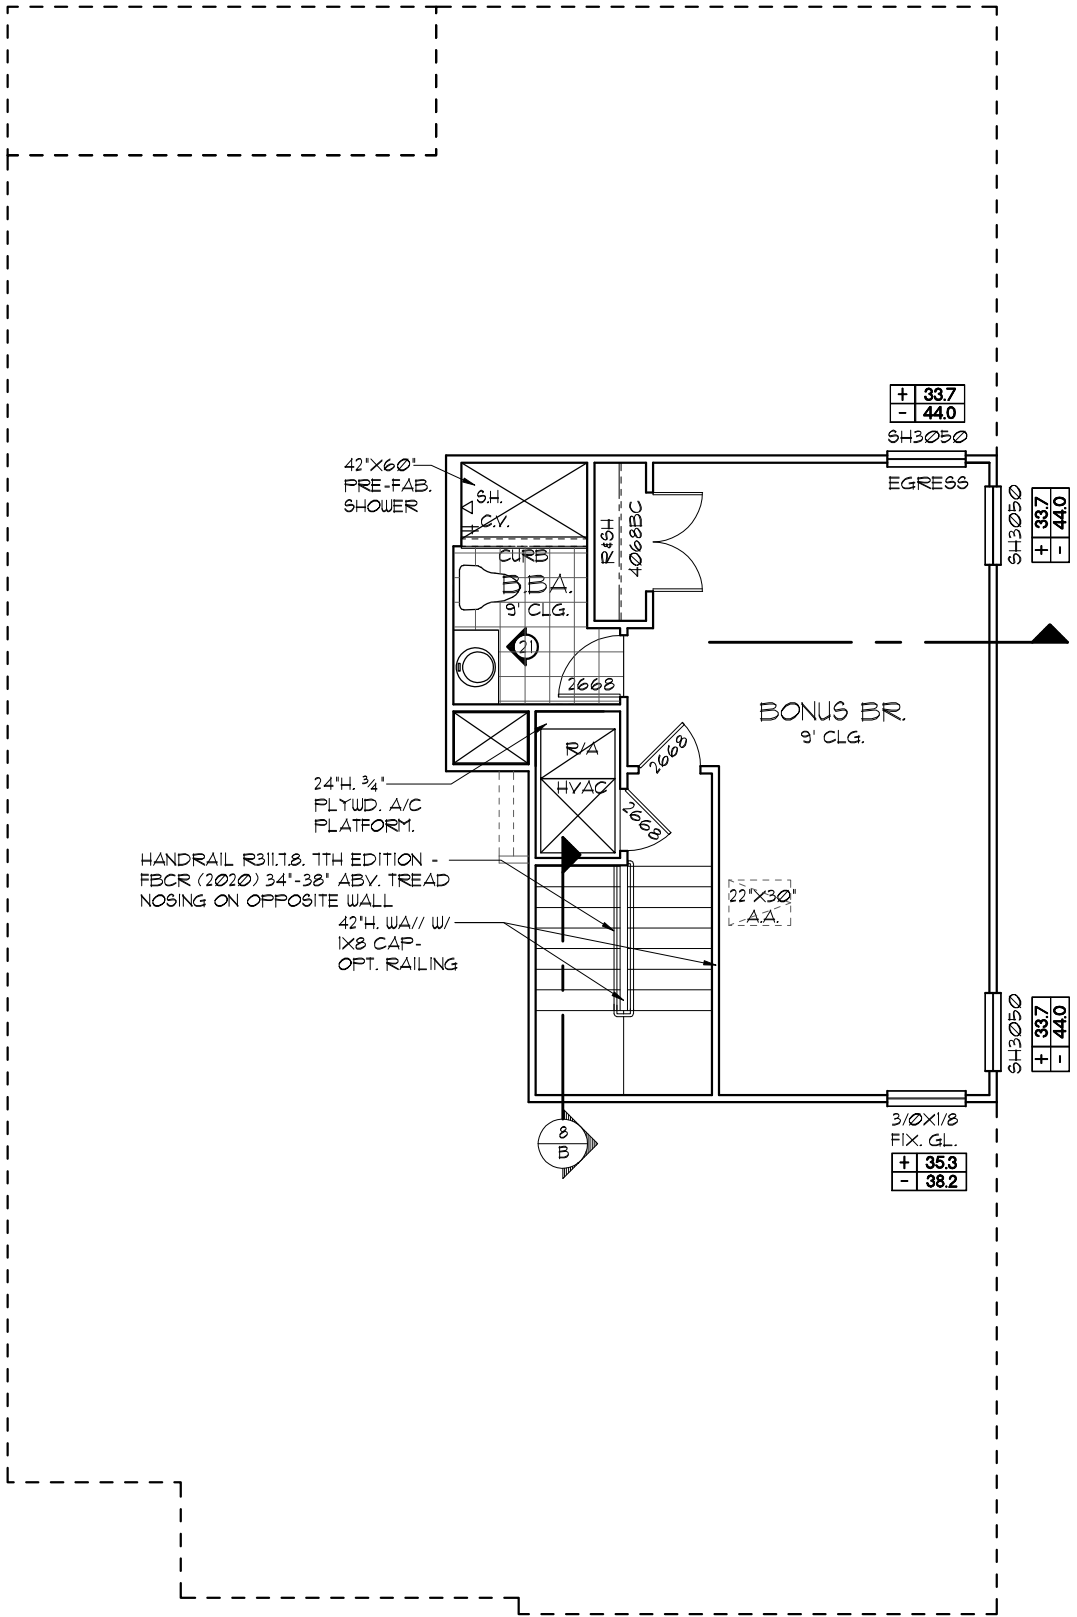 + 33.7
- 44.0
SH3050
EGRESS
42"X60"
PRE-FAB.
SHOWER
S.H.
C.V.
CURB
B.BA.
9' CLG.
21
2668
R&SH
4068BC
SH3050
+ 33.7
- 44.0
BONUS BR.
9' CLG.
R/A
HVAC
2668
2668
24"H. 3/4"
PLYWD. A/C
PLATFORM.
HANDRAIL R311.7.8. 7TH EDITION -
FBCR (2020) 34"-38" ABV. TREAD
NOSING ON OPPOSITE WALL
42"H. WA// W/
1X8 CAP-
OPT. RAILING
22"X30"
A.A.
SH3050
+ 33.7
- 44.0
3/0X1/8
FIX. GL.
+ 35.3
- 38.2
8
B